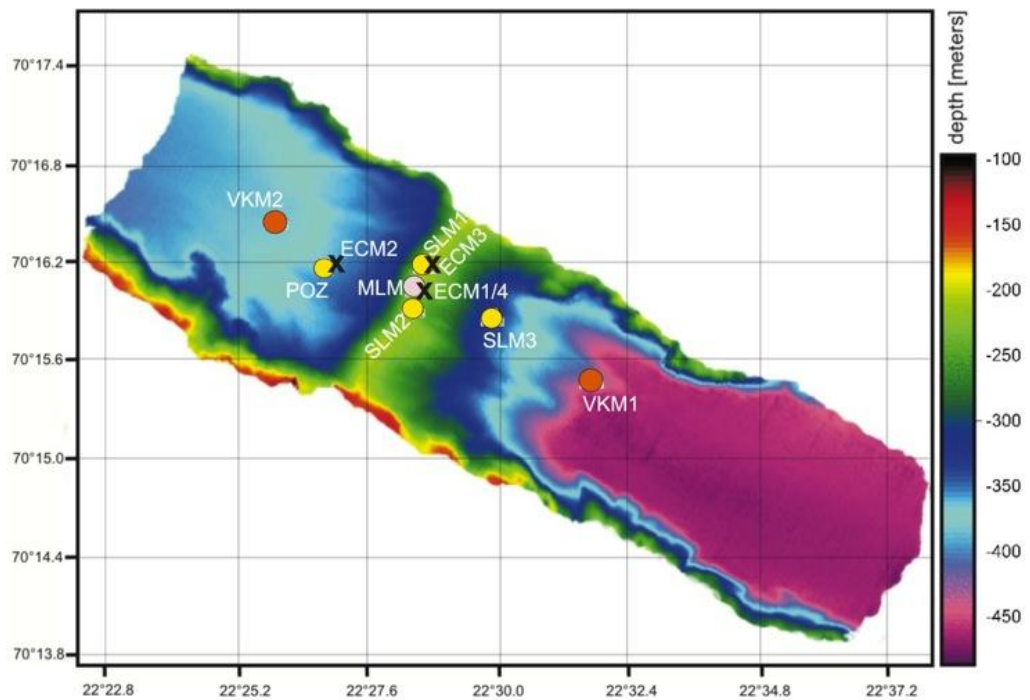 depth [meters]
70°17.4
70°16.8
70°16.2
70°15.6
70°15.0
70°14.4
70°13.8
VKM2
ECM2
POZ
SLM1
ECM3
MLM
ECM1/4
SLM2
SLM3
VKM1
-100
-150
-200
-250
-300
-350
-400
-450
22°22.8
22°25.2
22°27.6
22°30.0
22°32.4
22°34.8
22°37.2